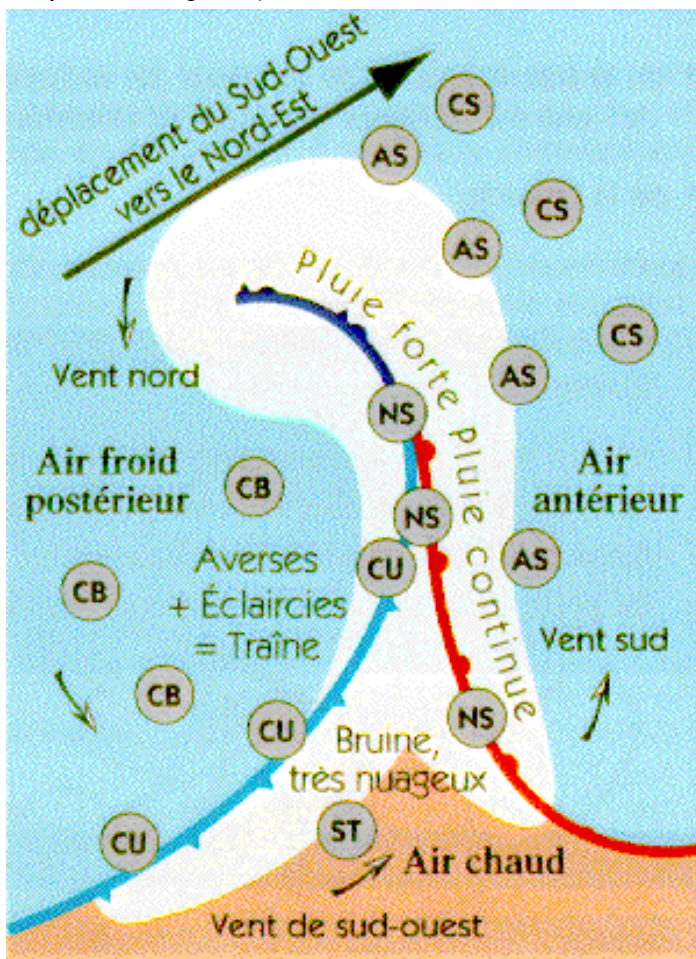 déplacement du Sud-Ouest
vers le Nord-Est
CS
AS
CS
AS
pluie forte pluie continue
CS
Vent nord
AS
NS
Air froid
postérieur
CB
Air
antérieur
NS
Averses
+ Éclaircies
= Traîne
CU
AS
CB
Vent sud
CB
NS
CU
Bruine,
très nuageux
CU
ST
Air chaud
Vent de sud-ouest